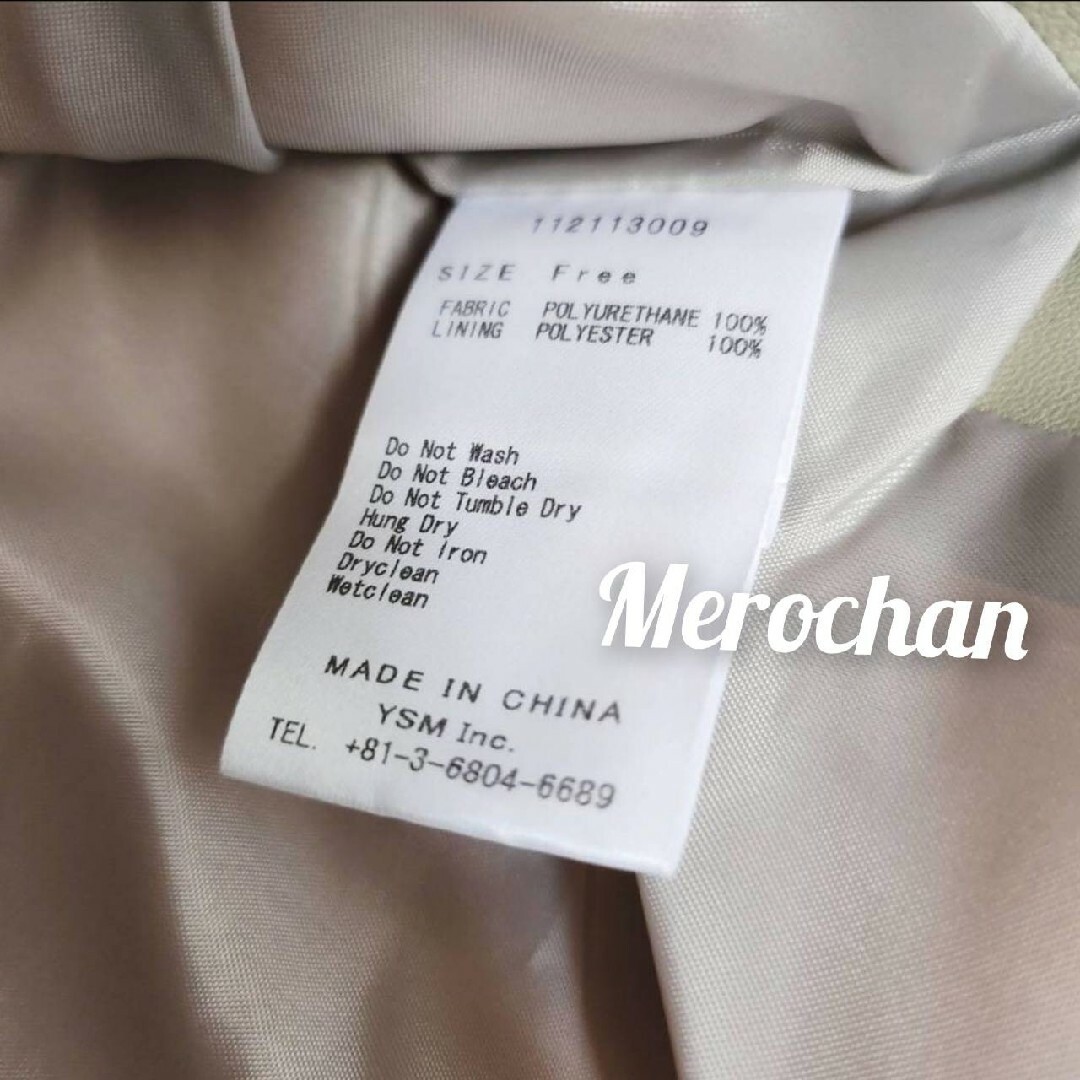 112113009
SIZE Free
FABRIC POLYURETHANE 100%
LINING POLYESTER 100%
Do Not Wash
Do Not Bleach
Do Not Tumble Dry
Hung Dry
Do Not Iron
Dryclean
Wetclean
Merochan
MADE IN CHINA
YSM Inc.
TEL. +81-3-6804-6689